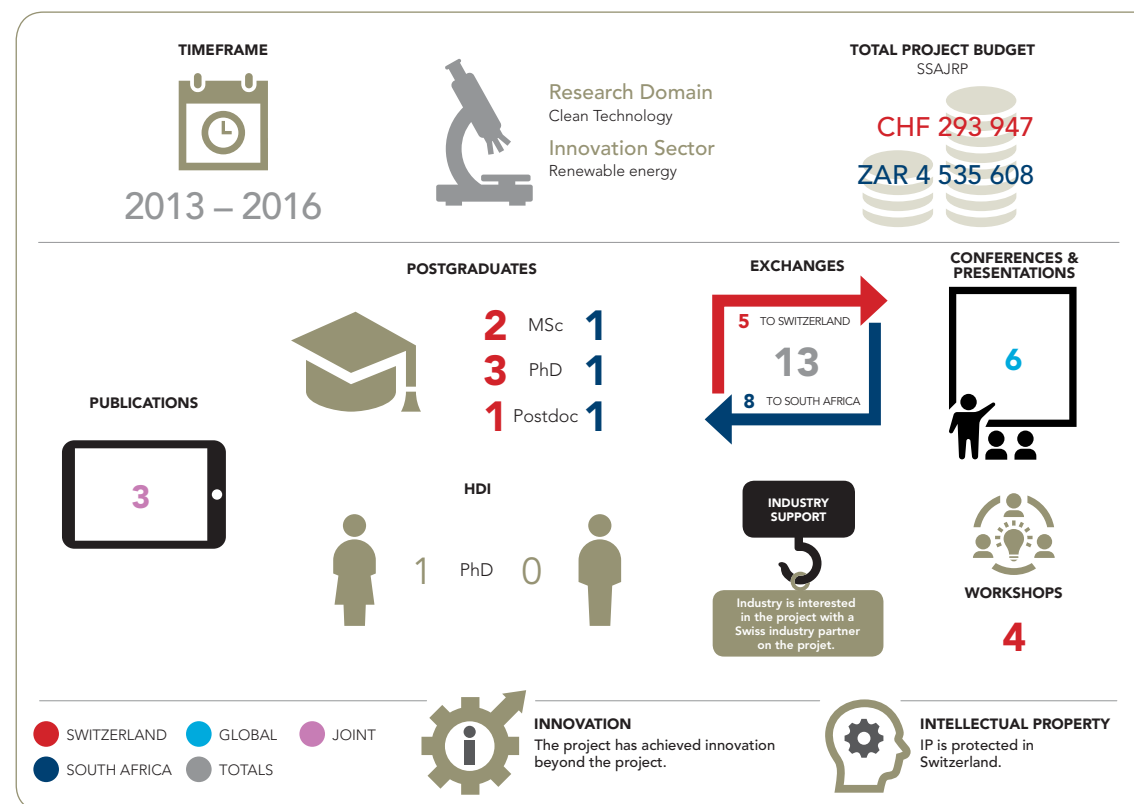 TIMEFRAME
2013 – 2016
Research Domain
Clean Technology
Innovation Sector
Renewable energy
TOTAL PROJECT BUDGET
SSAJRP
CHF 293 947
ZAR 4 535 608
PUBLICATIONS
3
POSTGRADUATES
2 MSc 1
3 PhD 1
1 Postdoc 1
HDI
1 PhD 0
EXCHANGES
5 TO SWITZERLAND
13
8 TO SOUTH AFRICA
CONFERENCES &
PRESENTATIONS
6
INDUSTRY
SUPPORT
Industry is interested
in the project with a
Swiss industry partner
on the projet.
WORKSHOPS
4
SWITZERLAND
GLOBAL
JOINT
SOUTH AFRICA
TOTALS
i
INNOVATION
The project has achieved innovation
beyond the project.
INTELLECTUAL PROPERTY
IP is protected in
Switzerland.